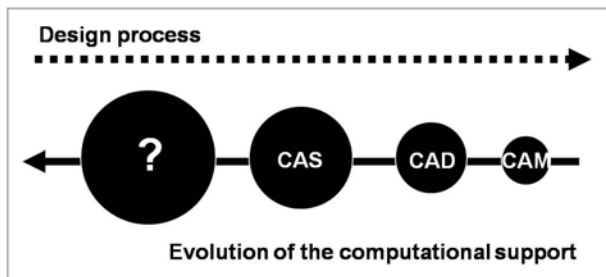 Design process
? CAS CAD CAM
Evolution of the computational support